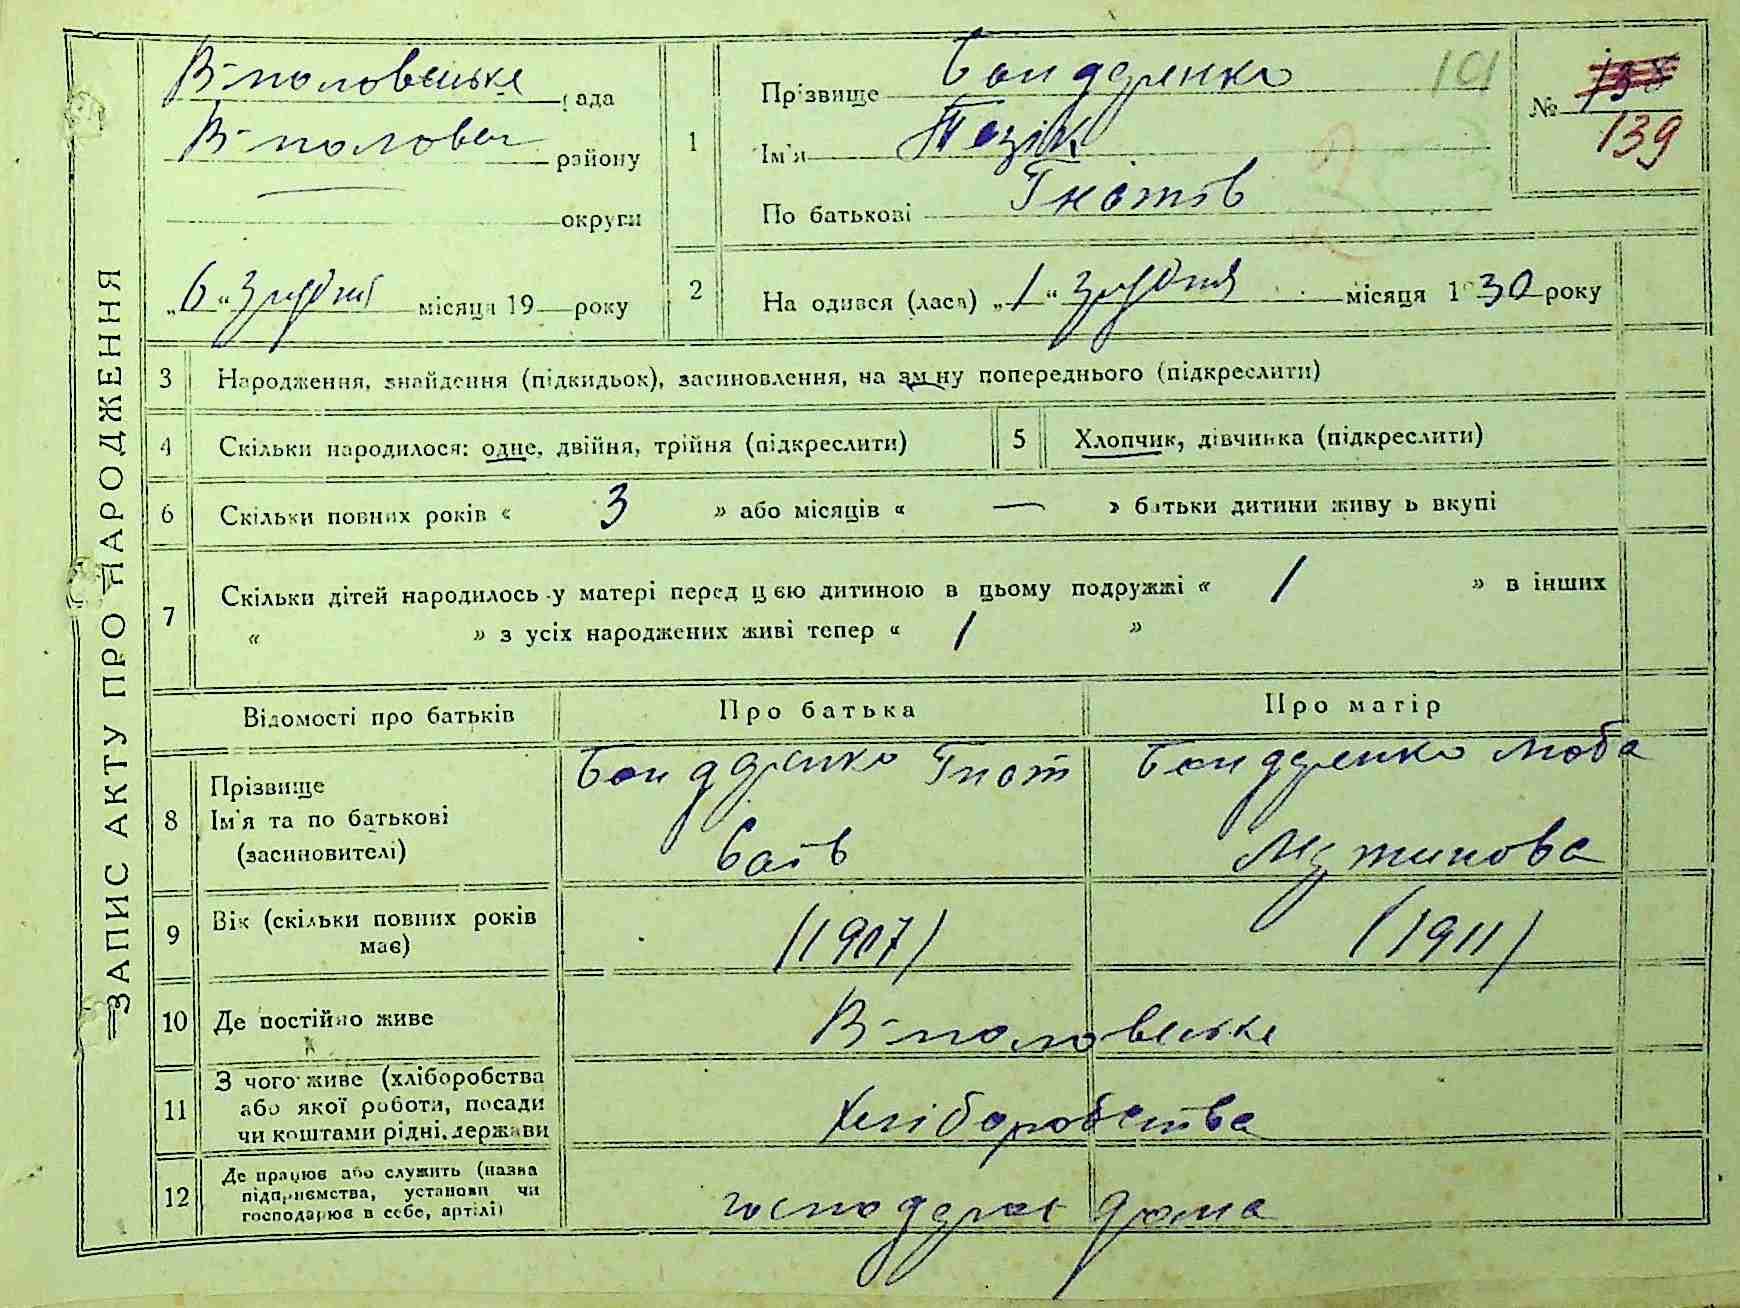 ЗАПИС АКТУ ПРО НАРОДЖЕННЯ
В-половецьке рада
В-половец району
округи
„6“ грудня місяця 19 року
1
Прізвище Бондаренко 101
Ім'я
По батькові Гнатів
№ 138
139
2
На одився (лася) „1“ грудня місяця 1930 року
3 Народження, знайдення (підкидьок), засиновлення, на зміну попереднього (підкреслити)
4 Скільки народилося: одне, двійня, трійня (підкреслити)
5 Хлопчик, дівчинка (підкреслити)
6 Скільки повних років « 3 » або місяців « — » батьки дитини живуть вкупі
7 Скільки дітей народилось у матері перед цією дитиною в цьому подружжі « 1 » в інших
« » з усіх народжених живі тепер « 1 »
Відомості про батьків Про батька Про матір
8 Прізвище Ім'я та по батькові (засиновителі)
Бондаренко Гнат
Бондаренко Люба
9 Вік (скільки повних років має) (1907) (1911)
10 Де постійно живе В-половецьке
11 З чого живе (хліборобства або якої роботи, посади чи коштами рідні, держави Хліборобства
12 Де працює або служить (назва підприємства, установи чи господарює в себе, артілі) господарює дома